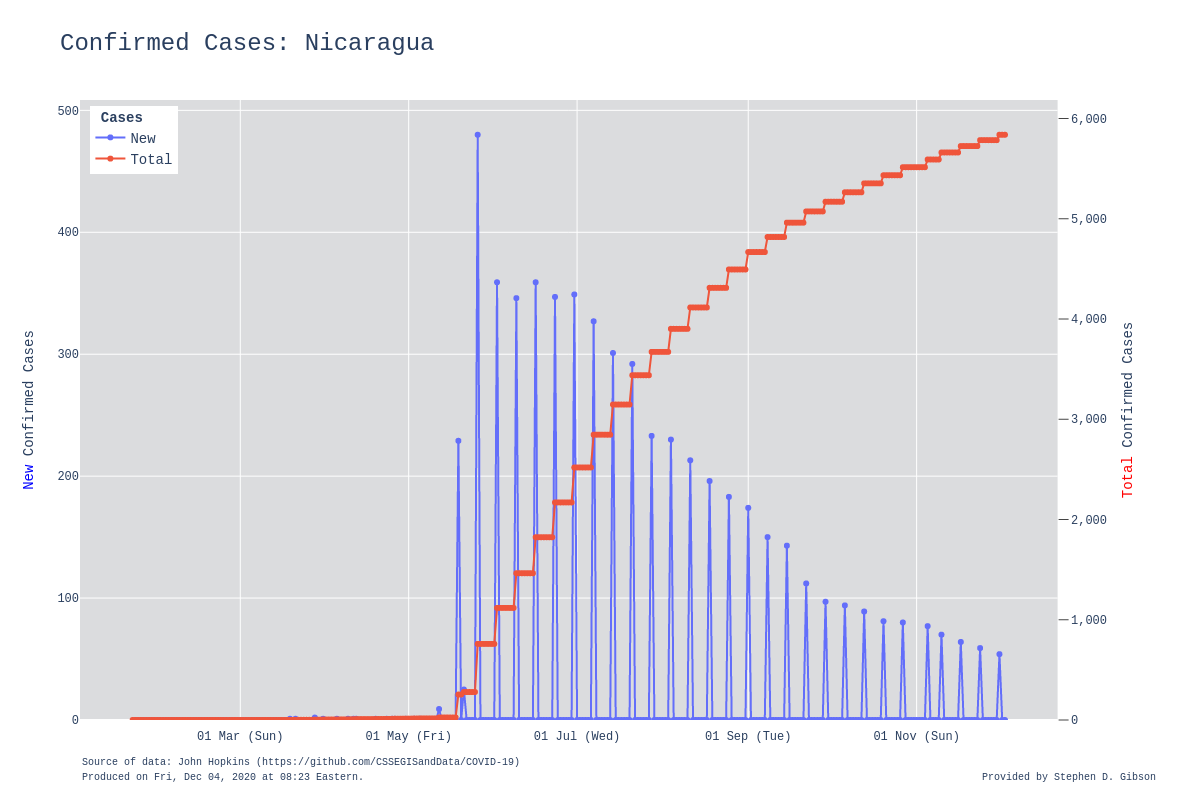 Confirmed Cases: Nicaragua
Cases
New
Total
500
400
300
200
100
0
6,000
5,000
4,000
3,000
2,000
1,000
0
New Confirmed Cases
Total Confirmed Cases
01 Mar (Sun)
01 May (Fri)
01 Jul (Wed)
01 Sep (Tue)
01 Nov (Sun)
Source of data: John Hopkins (https://github.com/CSSEGISandData/COVID-19)
Produced on Fri, Dec 04, 2020 at 08:23 Eastern.
Provided by Stephen D. Gibson